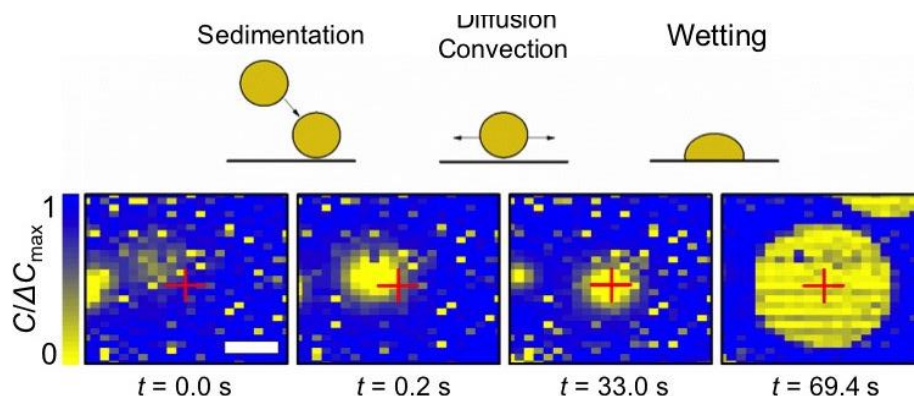 Sedimentation
Diffusion
Convection
Wetting
1
C/ΔCmax
0
t = 0.0 s
t = 0.2 s
t = 33.0 s
t = 69.4 s